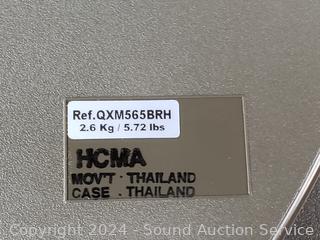 Ref.QXM565BRH
2.6 Kg / 5.72 lbs
HCMA
MOV'T · THAILAND
CASE · THAILAND
Copyright © 2024 - Sound Auction Service